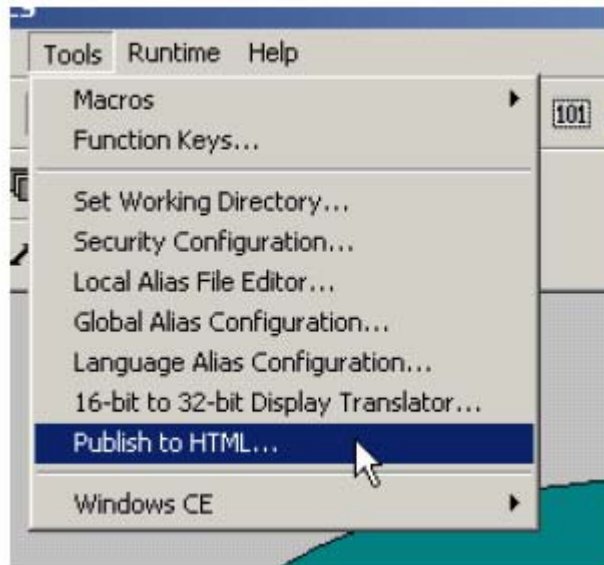 Tools Runtime Help
Macros
101
Function Keys...
Set Working Directory...
Security Configuration...
Local Alias File Editor...
Global Alias Configuration...
Language Alias Configuration...
16-bit to 32-bit Display Translator...
Publish to HTML...
Windows CE